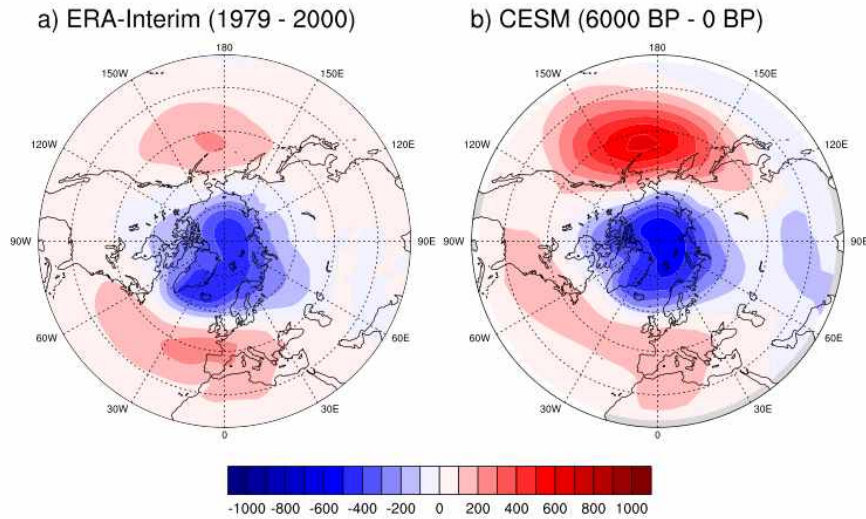 a) ERA-Interim (1979 - 2000)
b) CESM (6000 BP - 0 BP)
180
150W
150E
120W
120E
90W
90E
60W
60E
30W
30E
0
180
150W
150E
120W
120E
90W
90E
60W
60E
30W
30E
0
-1000 -800 -600 -400 -200 0 200 400 600 800 1000